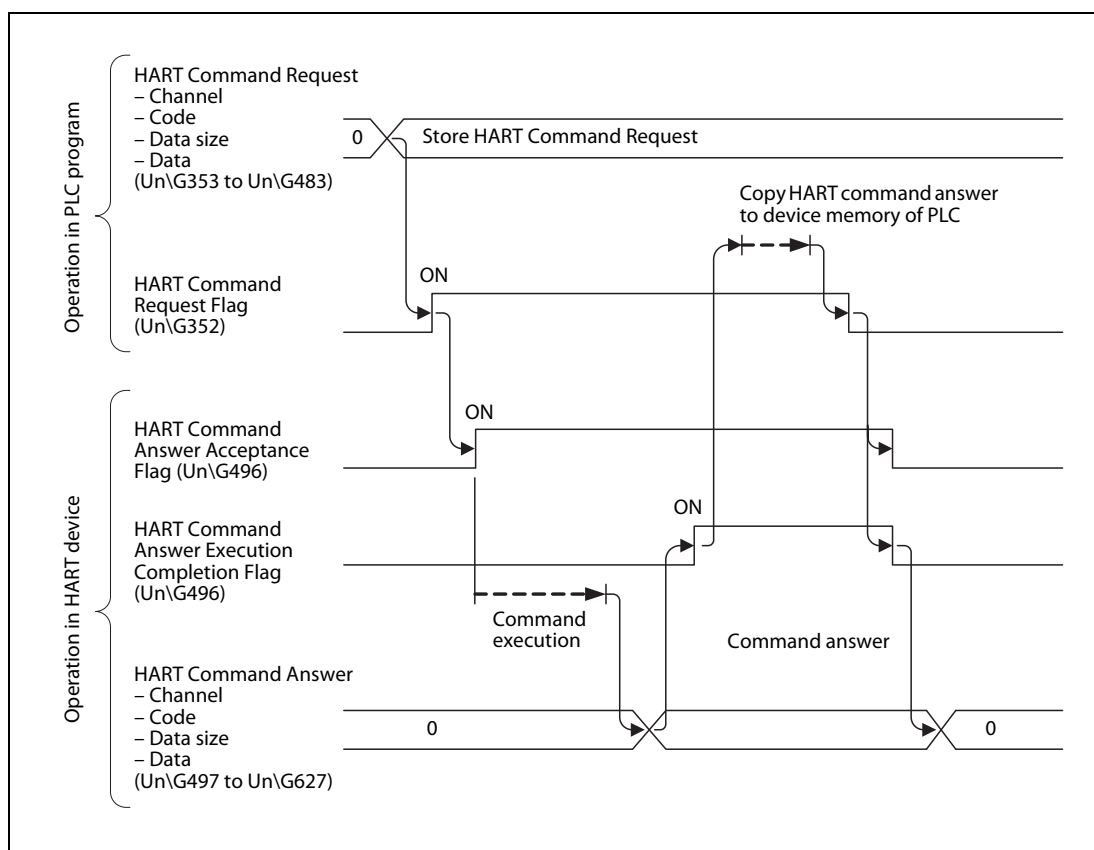 Operation in PLC program
HART Command Request
– Channel
– Code
– Data size
– Data
(Un\G353 to Un\G483)
0
Store HART Command Request
Copy HART command answer
to device memory of PLC
HART Command
Request Flag
(Un\G352)
ON
Operation in HART device
HART Command
Answer Acceptance
Flag (Un\G496)
ON
HART Command
Answer Execution
Completion Flag
(Un\G496)
ON
Command
execution
Command answer
HART Command Answer
– Channel
– Code
– Data size
– Data
(Un\G497 to Un\G627)
0
0